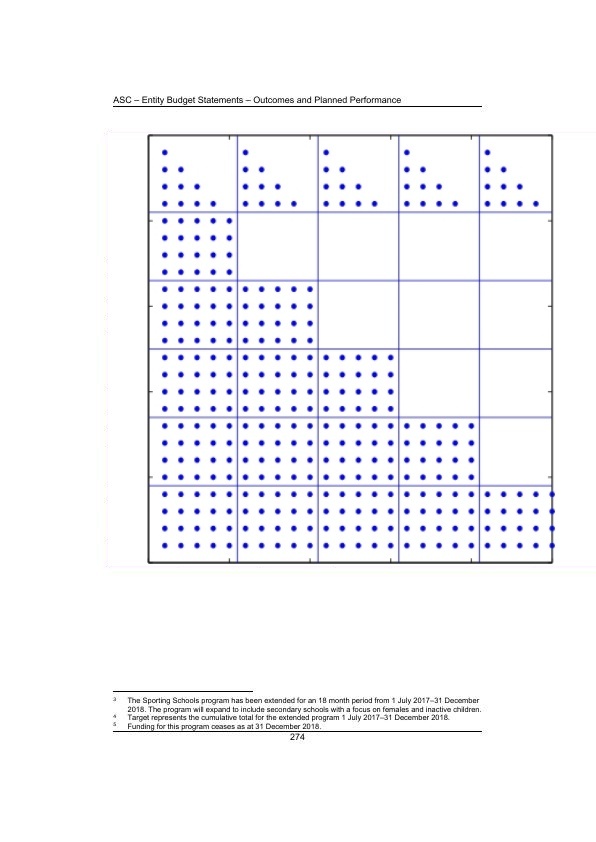 ASC – Entity Budget Statements – Outcomes and Planned Performance
3 The Sporting Schools program has been extended for an 18 month period from 1 July 2017–31 December
2018. The program will expand to include secondary schools with a focus on females and inactive children.
4 Target represents the cumulative total for the extended program 1 July 2017–31 December 2018.
5 Funding for this program ceases as at 31 December 2018.
274